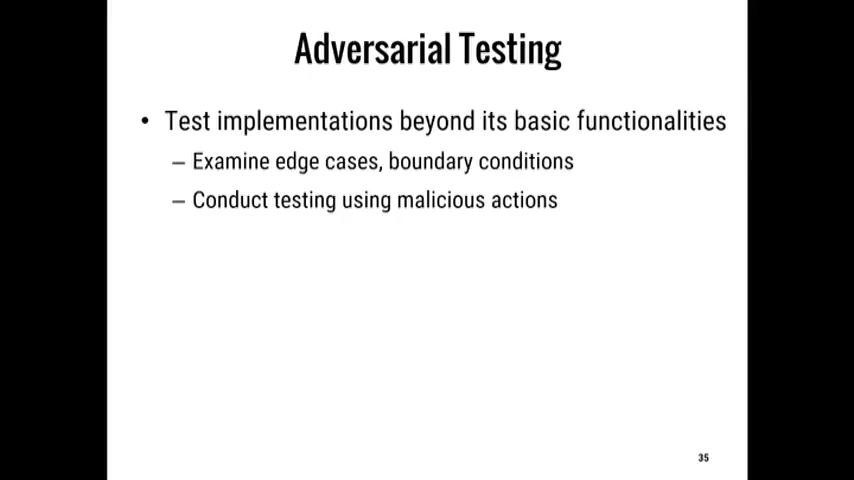 Adversarial Testing
• Test implementations beyond its basic functionalities
– Examine edge cases, boundary conditions
– Conduct testing using malicious actions
35